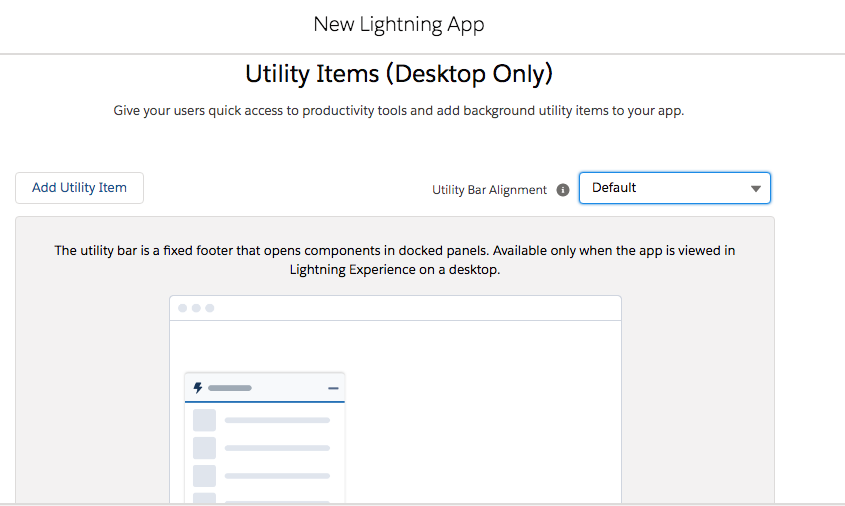 New Lightning App
Utility Items (Desktop Only)
Give your users quick access to productivity tools and add background utility items to your app.
Add Utility Item
Utility Bar Alignment
Default
The utility bar is a fixed footer that opens components in docked panels. Available only when the app is viewed in
Lightning Experience on a desktop.